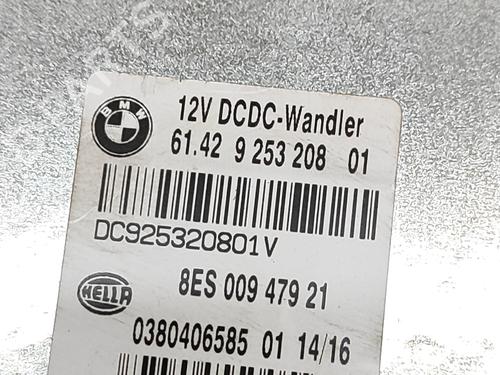 BMW
12V DCDC-Wandler
61.42 9 253 208 01
DC925320801V
HELLA
8ES 009 479 21
0380406585 01 14/16